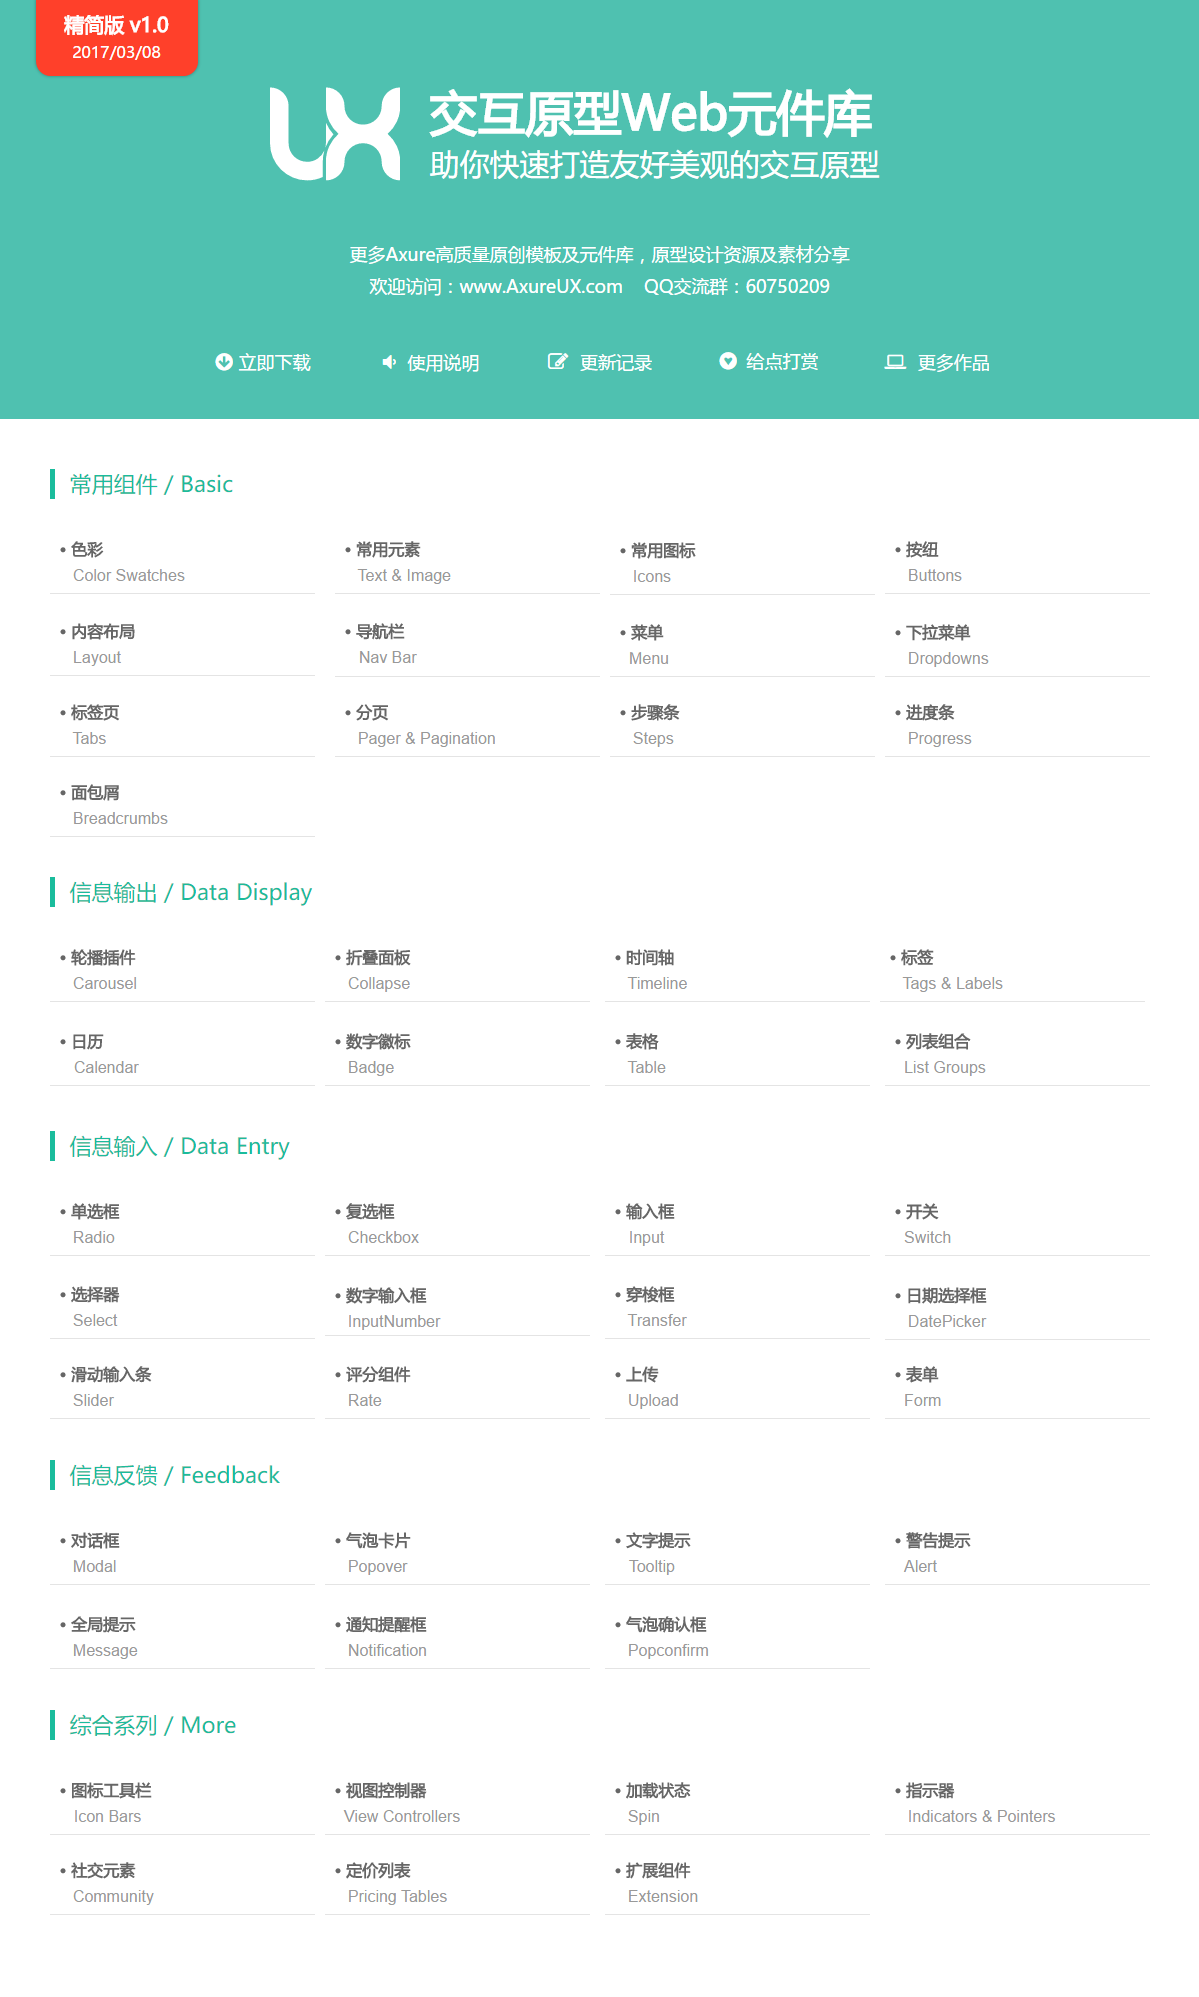 精简版 v1.0
2017/03/08
UX
交互原型Web元件库
助你快速打造友好美观的交互原型
更多Axure高质量原创模板及元件库，原型设计资源及素材分享
欢迎访问：www.AxureUX.com QQ交流群：60750209
立即下载 使用说明 更新记录 给点打赏 更多作品
常用组件 / Basic
• 色彩 • 常用元素 • 常用图标 • 按纽
Color Swatches Text & Image Icons Buttons
• 内容布局 • 导航栏 • 菜单 • 下拉菜单
Layout Nav Bar Menu Dropdowns
• 标签页 • 分页 • 步骤条 • 进度条
Tabs Pager & Pagination Steps Progress
• 面包屑
Breadcrumbs
信息输出 / Data Display
• 轮播插件 • 折叠面板 • 时间轴 • 标签
Carousel Collapse Timeline Tags & Labels
• 日历 • 数字徽标 • 表格 • 列表组合
Calendar Badge Table List Groups
信息输入 / Data Entry
• 单选框 • 复选框 • 输入框 • 开关
Radio Checkbox Input Switch
• 选择器 • 数字输入框 • 穿梭框 • 日期选择框
Select InputNumber Transfer DatePicker
• 滑动输入条 • 评分组件 • 上传 • 表单
Slider Rate Upload Form
信息反馈 / Feedback
• 对话框 • 气泡卡片 • 文字提示 • 警告提示
Modal Popover Tooltip Alert
• 全局提示 • 通知提醒框 • 气泡确认框
Message Notification Popconfirm
综合系列 / More
• 图标工具栏 • 视图控制器 • 加载状态 • 指示器
Icon Bars View Controllers Spin Indicators & Pointers
• 社交元素 • 定价列表 • 扩展组件
Community Pricing Tables Extension